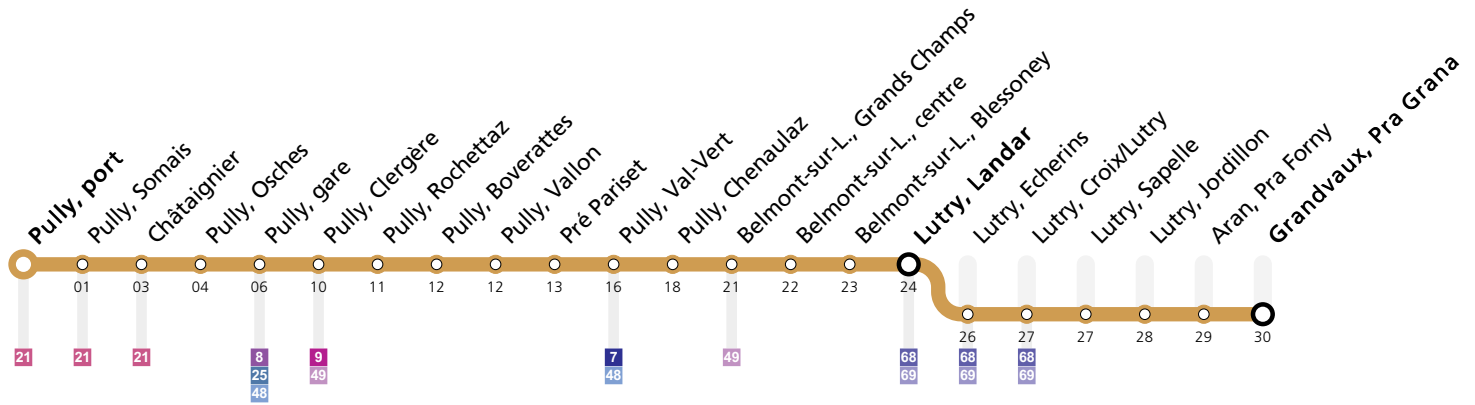 Pully, port
Pully, Somais
Châtaignier
Pully, Osches
Pully, gare
Pully, Clergère
Pully, Rochettaz
Pully, Boverattes
Pully, Vallon
Pré Pariset
Pully, Val-Vert
Pully, Chenaulaz
Belmont-sur-L., Grands Champs
Belmont-sur-L., centre
Belmont-sur-L., Blessoney
Lutry, Landar
Lutry, Echerins
Lutry, Croix/Lutry
Lutry, Sapelle
Lutry, Jordillon
Aran, Pra Forny
Grandvaux, Pra Grana
01 03 04 06 10 11 12 12 13 16 18 21 22 23 24
26 27 27 28 29 30
21 21 21 8 9 7 49 68 68 68
25 49 48 69 69 69
48